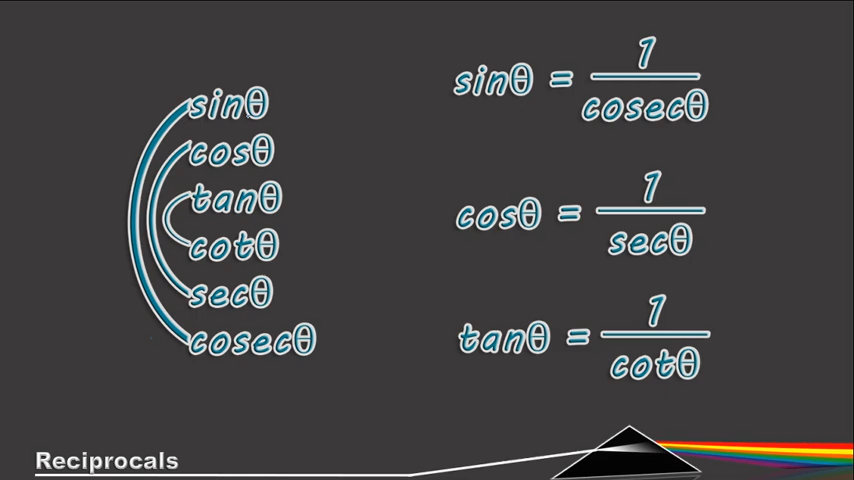 sinθ
cosθ
tanθ
cotθ
secθ
cosecθ
sinθ = 1/cosecθ
cosθ = 1/secθ
tanθ = 1/cotθ
Reciprocals